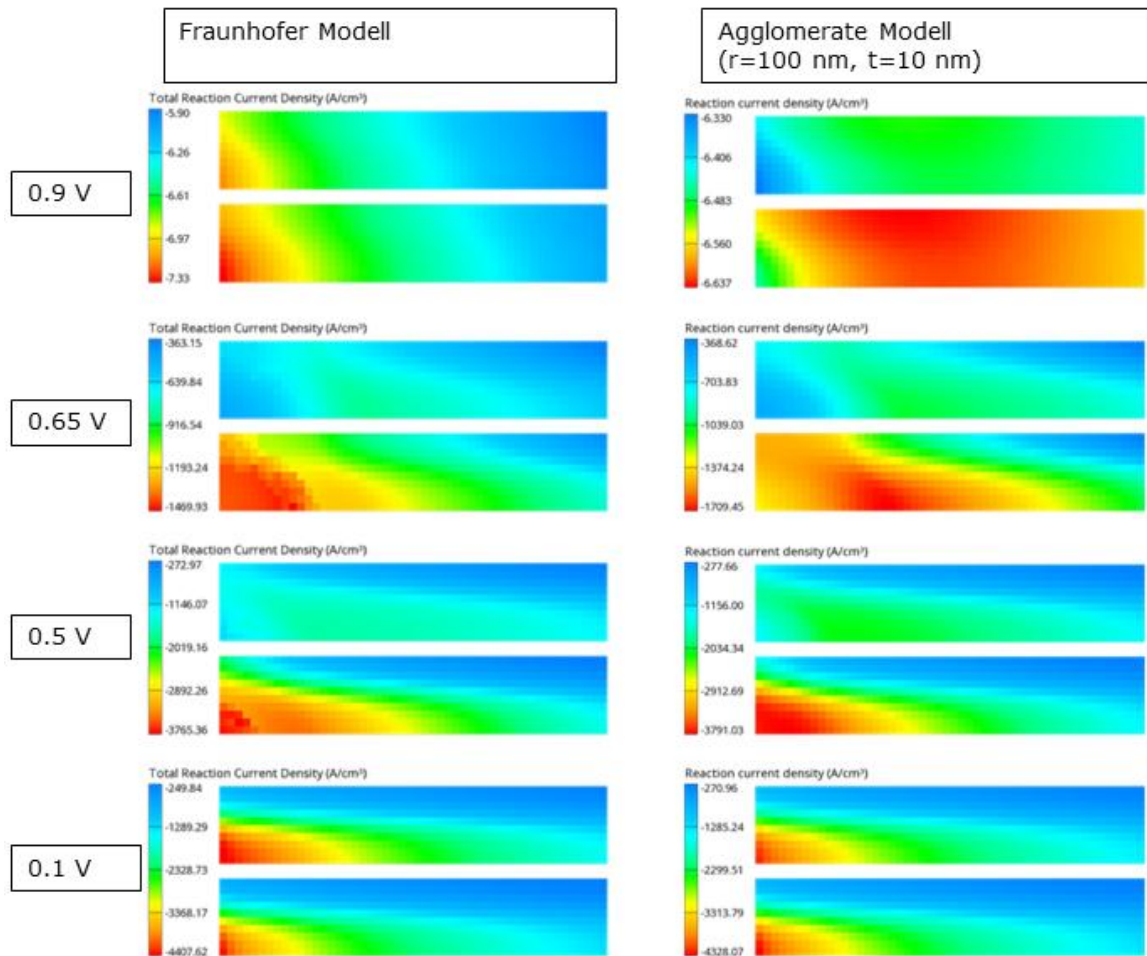 Fraunhofer Modell
Agglomerate Modell
(r=100 nm, t=10 nm)
0.9 V
Total Reaction Current Density (A/cm³)
-5.90
-6.26
-6.61
-6.97
-7.33
Reaction current density (A/cm³)
-6.330
-6.406
-6.483
-6.560
-6.637
0.65 V
Total Reaction Current Density (A/cm³)
-363.15
-639.84
-916.54
-1193.24
-1469.93
Reaction current density (A/cm³)
-368.62
-703.83
-1039.03
-1374.24
-1709.45
0.5 V
Total Reaction Current Density (A/cm³)
-272.97
-1146.07
-2019.16
-2892.26
-3765.36
Reaction current density (A/cm³)
-277.66
-1156.00
-2034.34
-2912.69
-3791.03
0.1 V
Total Reaction Current Density (A/cm³)
-249.84
-1289.29
-2328.73
-3368.17
-4407.62
Reaction current density (A/cm³)
-270.96
-1285.24
-2299.51
-3313.79
-4328.07